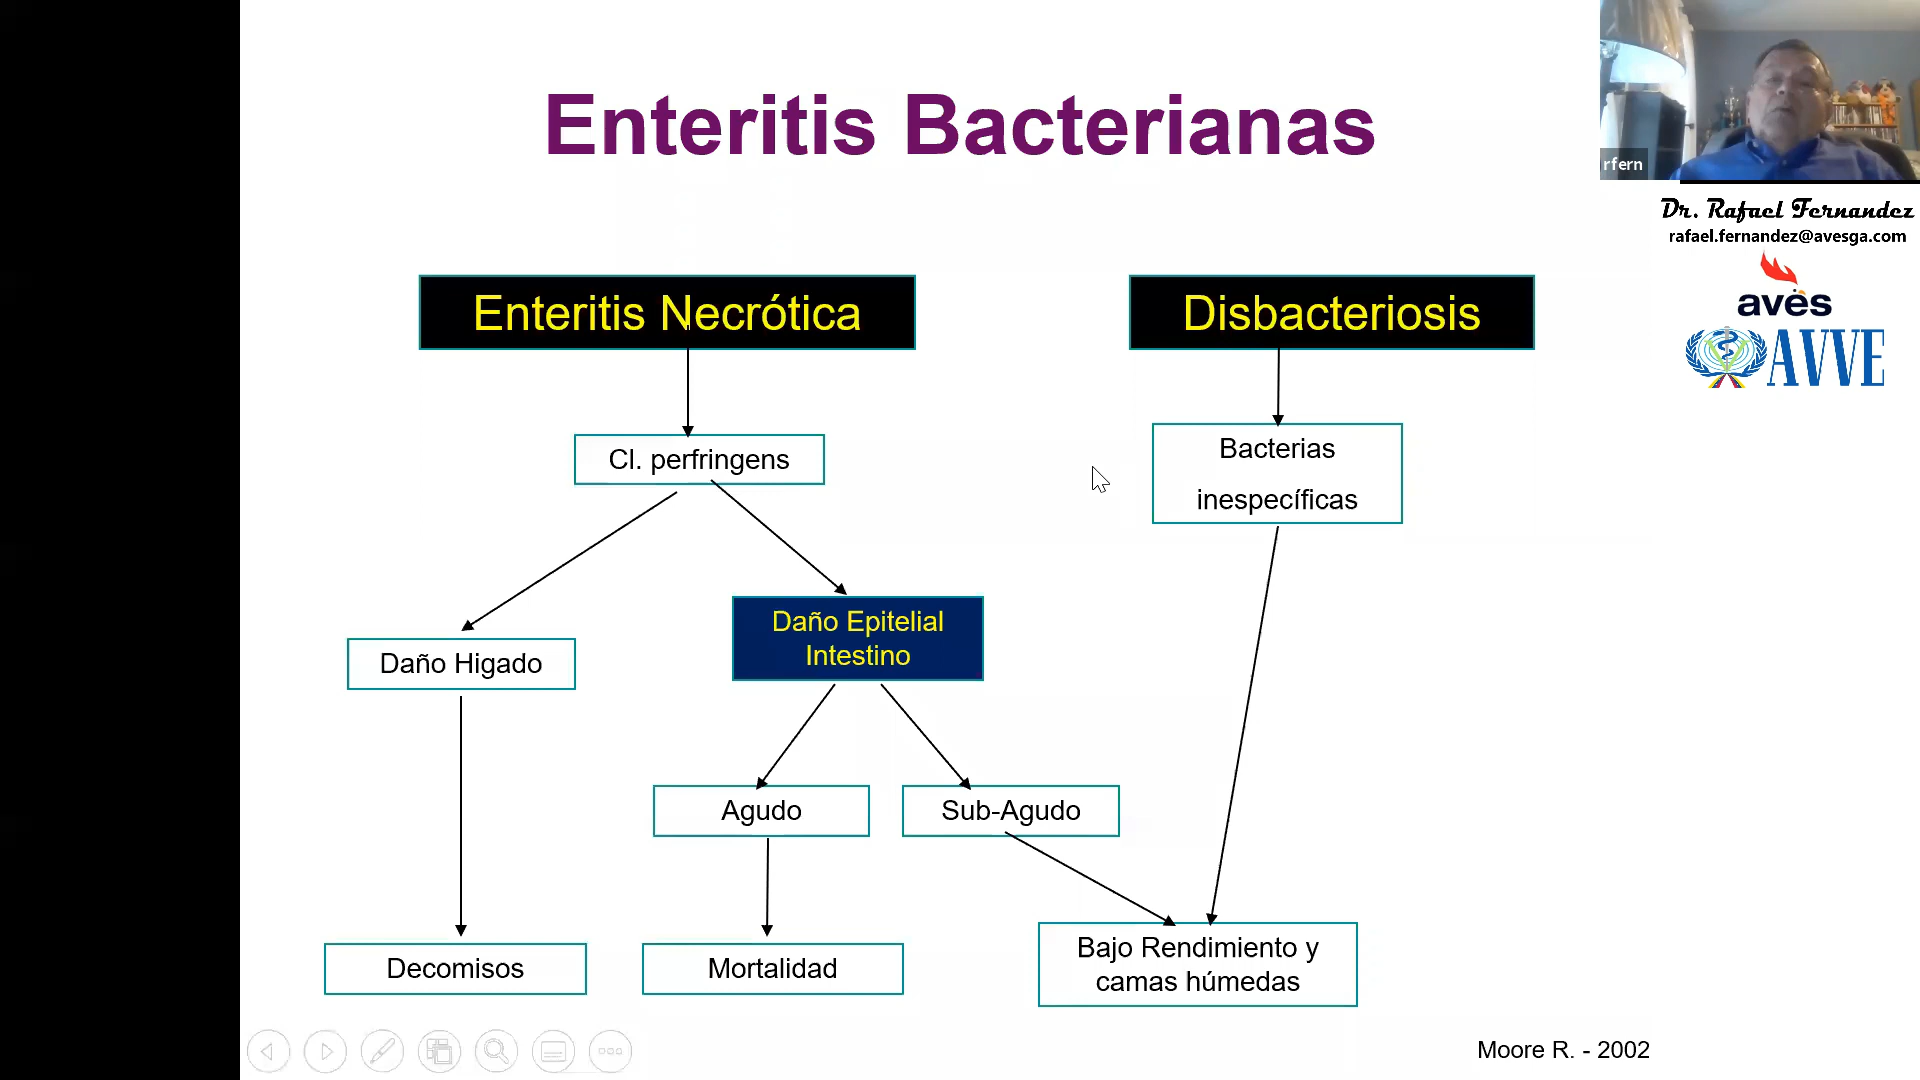 Enteritis Bacterianas
rfern
Dr. Rafael Fernandez
rafael.fernandez@avesga.com
avès
AVVE
Enteritis Necrótica
Disbacteriosis
Cl. perfringens
Bacterias
inespecíficas
Daño Higado
Daño Epitelial
Intestino
Agudo
Sub-Agudo
Decomisos
Mortalidad
Bajo Rendimiento y
camas húmedas
Moore R. - 2002